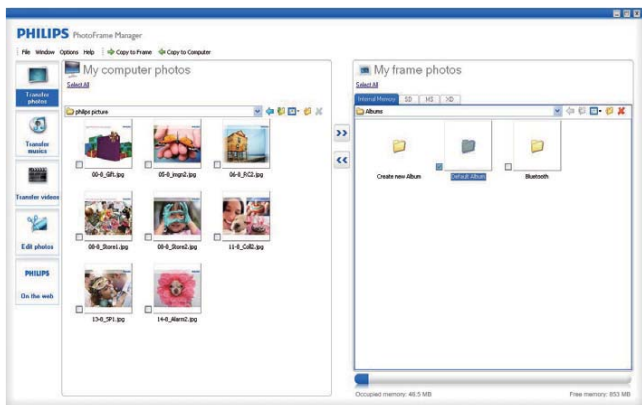 PHILIPS PhotoFrame Manager
File Window Options Help Copy to Frame Copy to Computer
Transfer photos
Transfer musics
Transfer videos
Edit photos
PHILIPS
On the web
My computer photos
Select All
philips picture
00-0_Gift.jpg 05-0_imgn2.jpg 06-0_RC2.jpg
08-0_Store1.jpg 08-0_Store2.jpg 11-0_Coll2.jpg
13-0_SP1.jpg 14-0_Alarm2.jpg
>>
<<
My frame photos
Select All
Internal Memory SD MS XD
Albums
Create new Album Default Album Bluetooth
Occupied memory: 46.5 MB Free memory: 853 MB